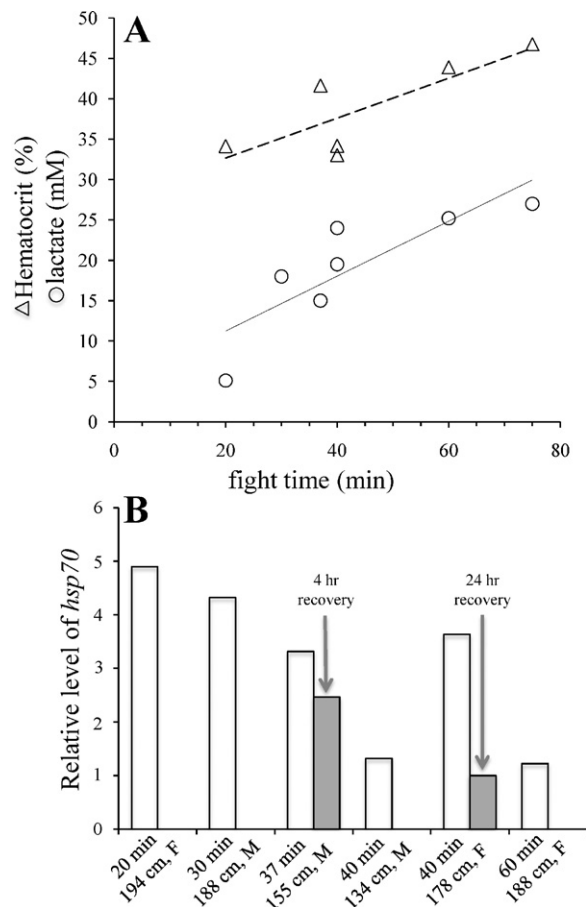 A
50
45
40
35
30
25
20
15
10
5
0
△Hematocrit (%)
○lactate (mM)
0 20 40 60 80
fight time (min)
B
6
5
4
3
2
1
0
Relative level of hsp70
4 hr
recovery
24 hr
recovery
20 min
194 cm, F
30 min
188 cm, M
37 min
155 cm, M
40 min
134 cm, M
40 min
178 cm, F
60 min
188 cm, F